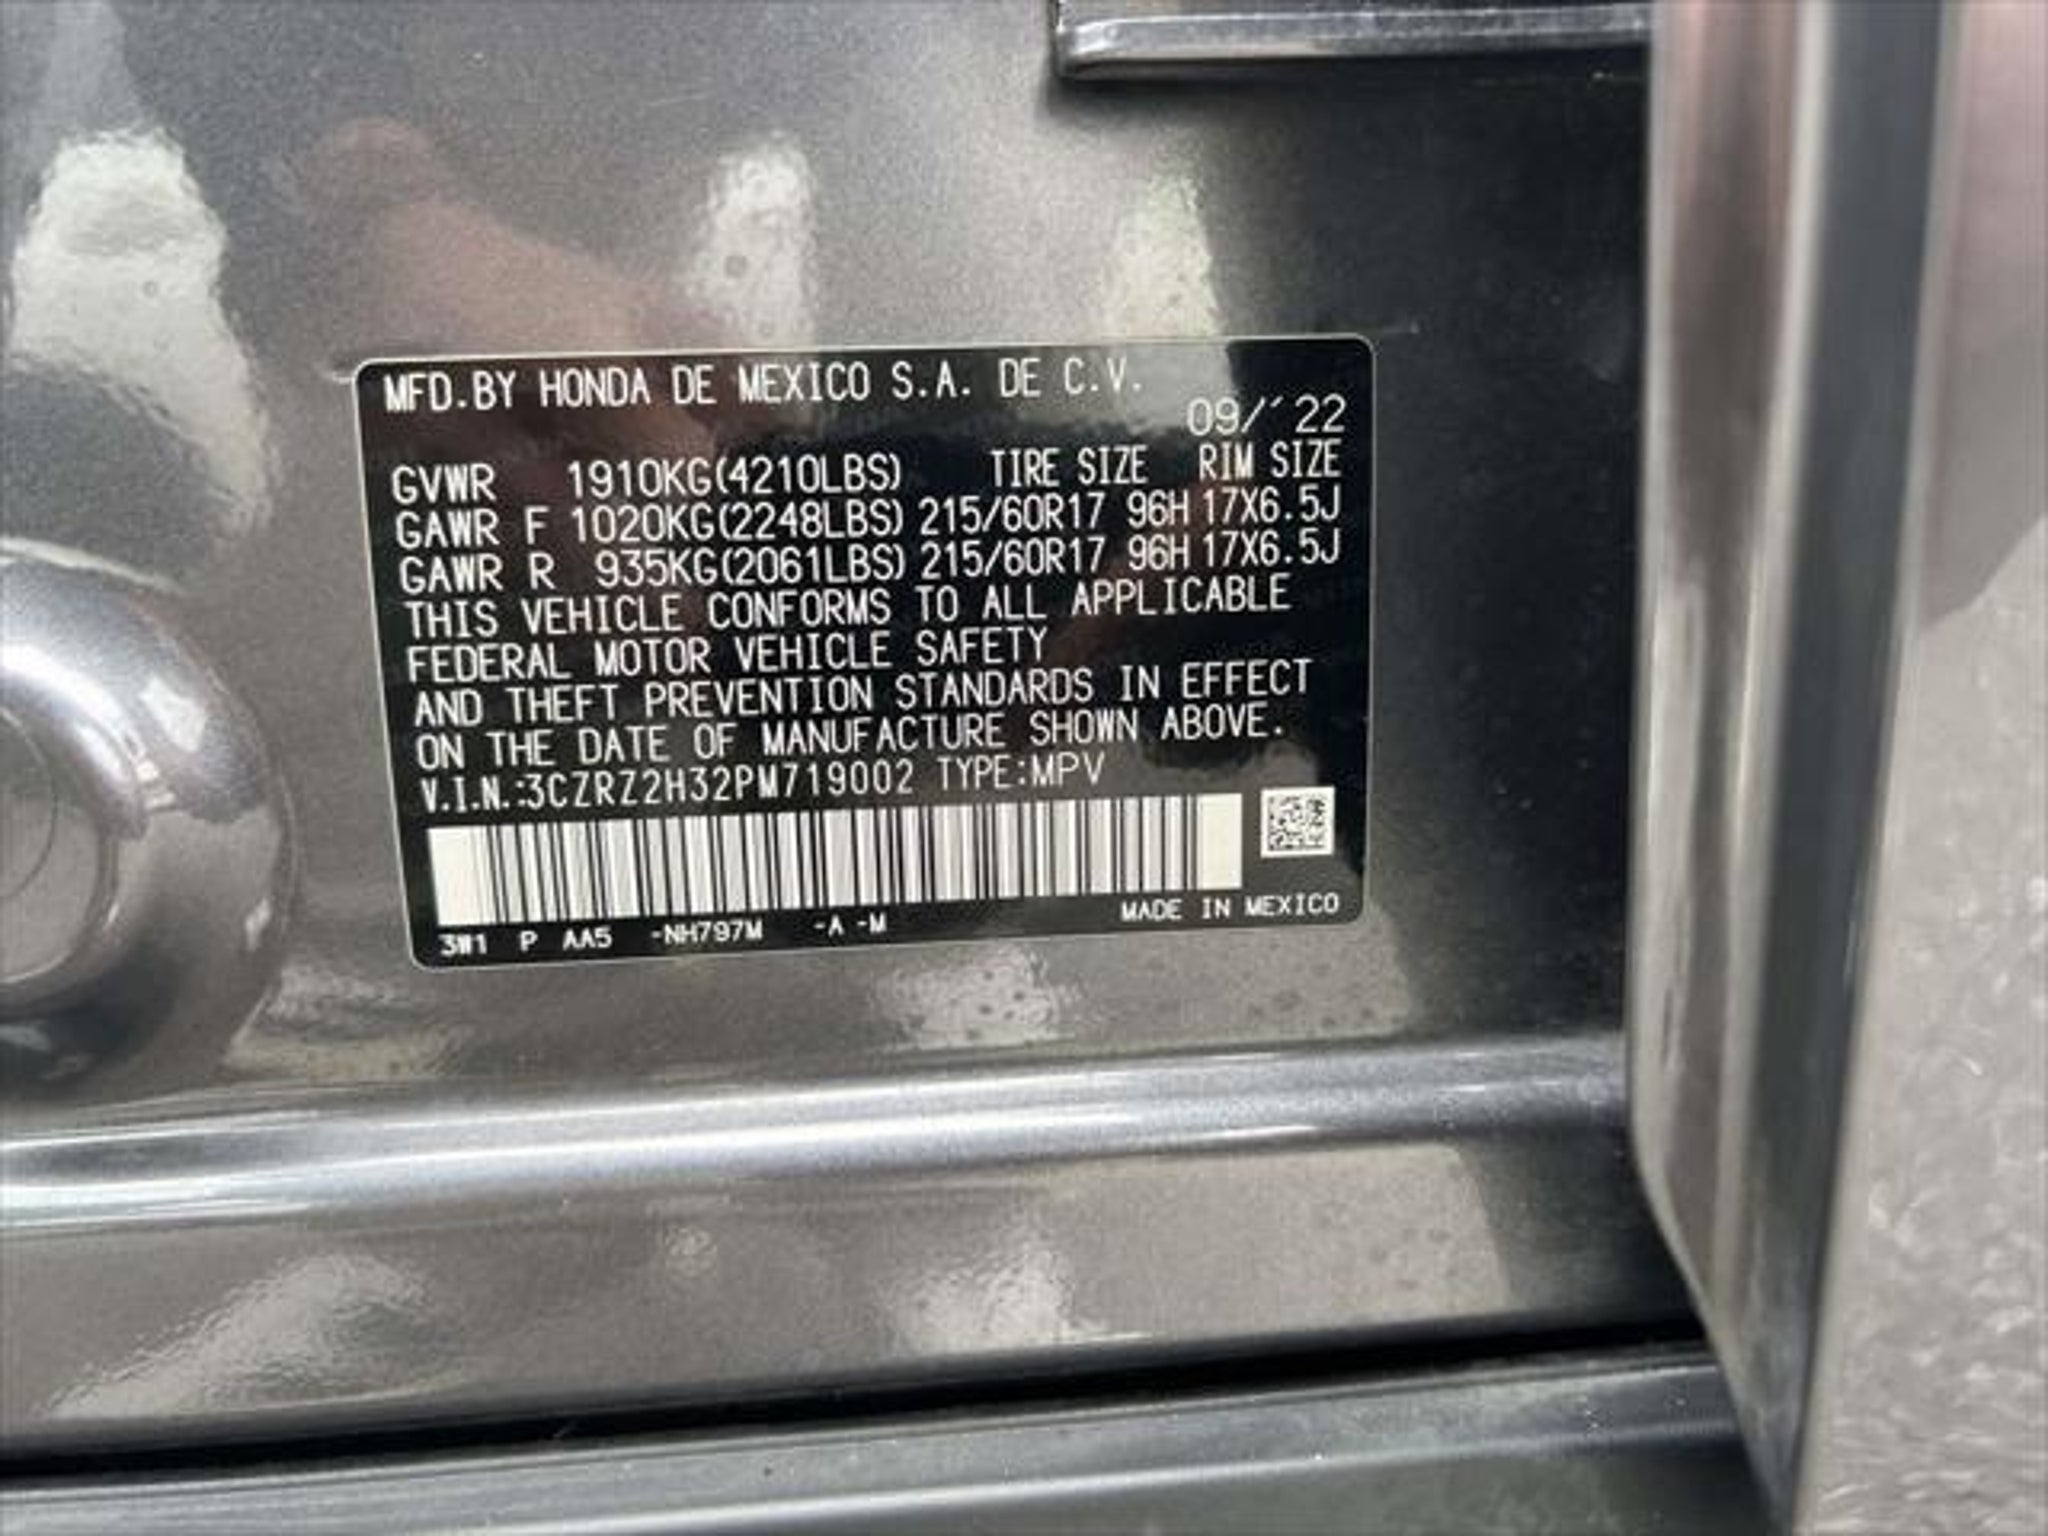 MFD.BY HONDA DE MEXICO S.A. DE C.V.
09/'22
GVWR 1910KG(4210LBS) TIRE SIZE RIM SIZE
GAWR F 1020KG(2248LBS) 215/60R17 96H 17X6.5J
GAWR R 935KG(2061LBS) 215/60R17 96H 17X6.5J
THIS VEHICLE CONFORMS TO ALL APPLICABLE
FEDERAL MOTOR VEHICLE SAFETY
AND THEFT PREVENTION STANDARDS IN EFFECT
ON THE DATE OF MANUFACTURE SHOWN ABOVE.
V.I.N.:3CZRZ2H32PM719002 TYPE:MPV
3W1 P AA5 -NH797M -A -M MADE IN MEXICO